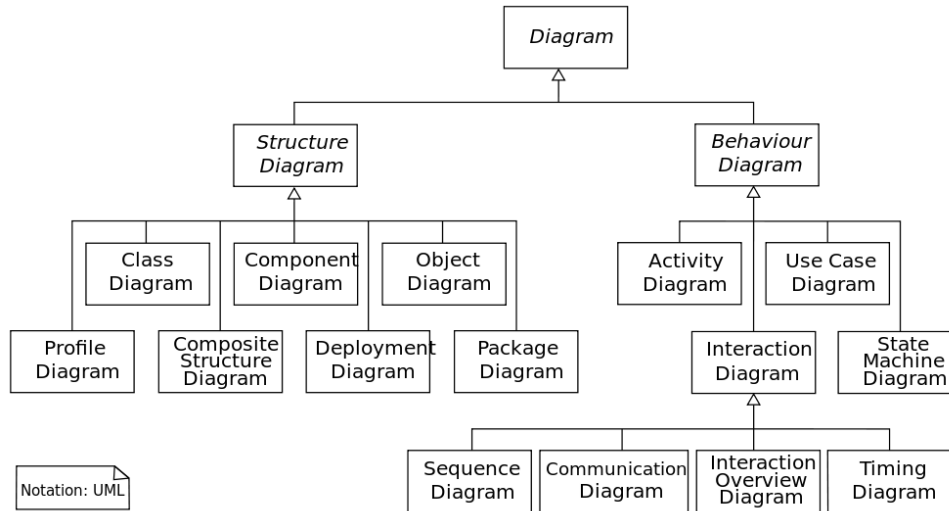 Diagram
Structure
Diagram
Behaviour
Diagram
Class
Diagram
Component
Diagram
Object
Diagram
Activity
Diagram
Use Case
Diagram
Profile
Diagram
Composite
Structure
Diagram
Deployment
Diagram
Package
Diagram
Interaction
Diagram
State
Machine
Diagram
Sequence
Diagram
Communication
Diagram
Interaction
Overview
Diagram
Timing
Diagram
Notation: UML